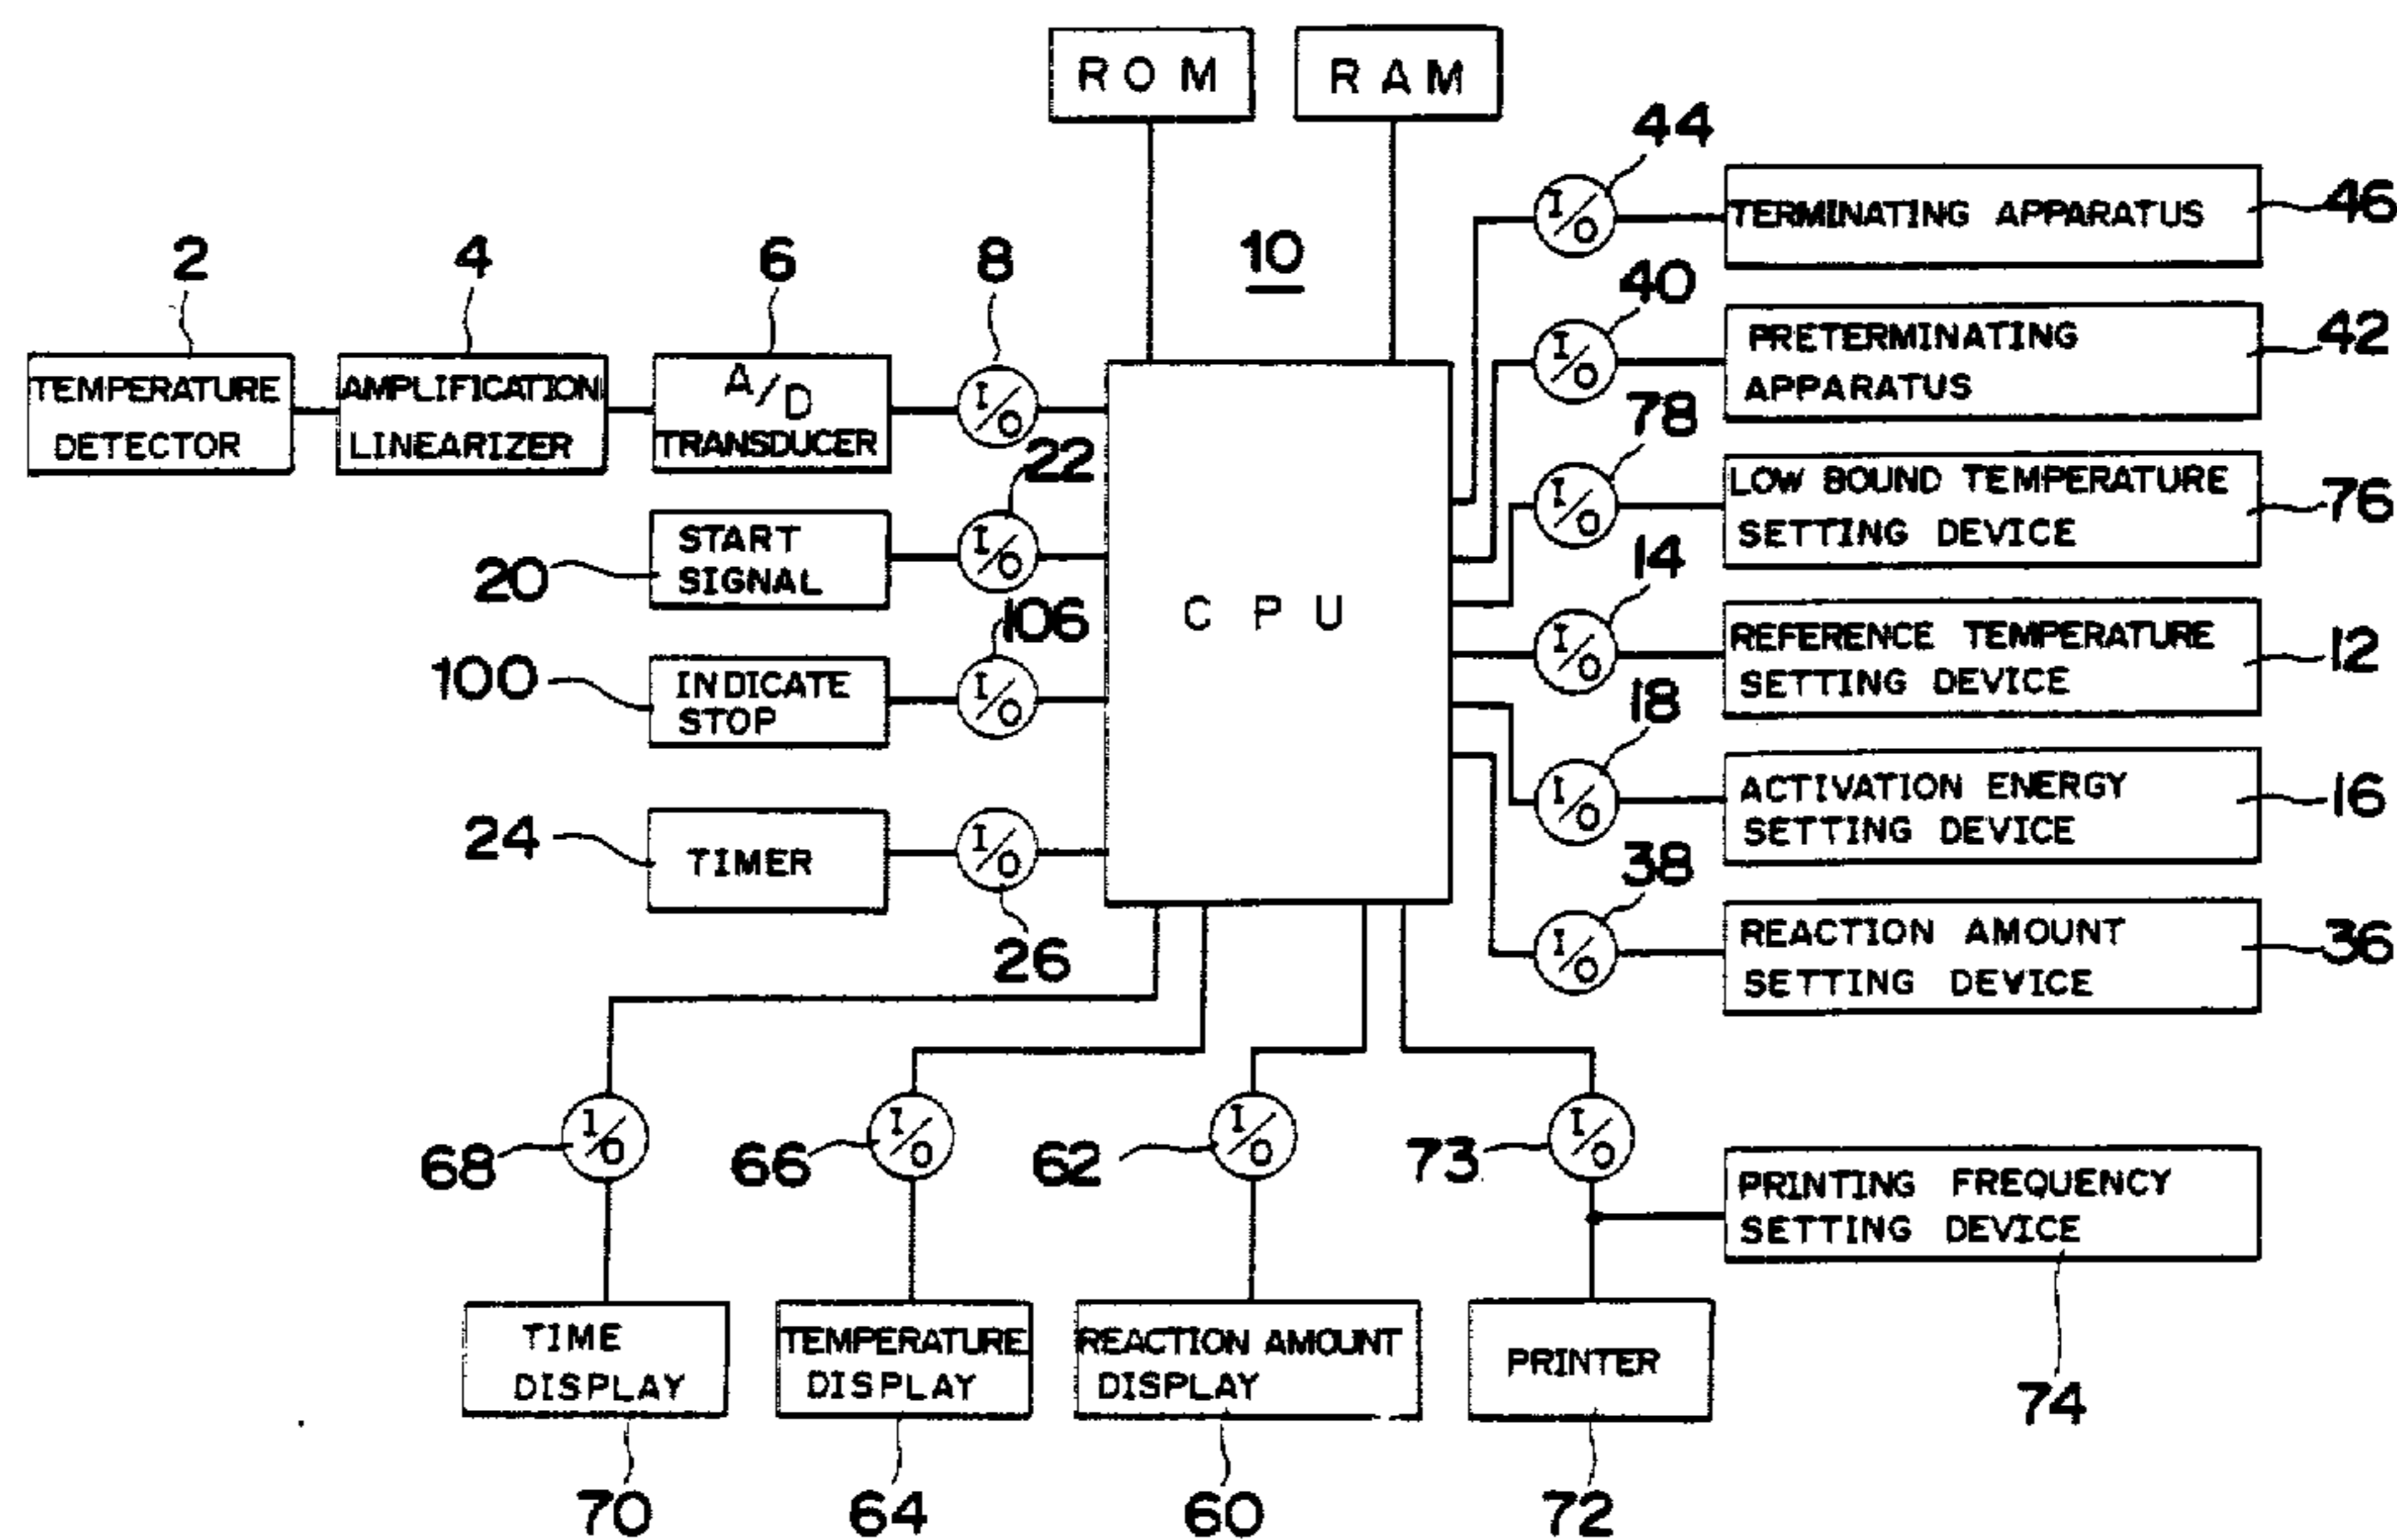 R O M
R A M
44
TERMINATING APPARATUS
46
2
4
6
8
10
40
PRETERMINATING
APPARATUS
42
TEMPERATURE
DETECTOR
AMPLIFICATION
LINEARIZER
A/D
TRANSDUCER
I/O
I/O
I/O
22
78
LOW BOUND TEMPERATURE
SETTING DEVICE
76
I/O
20
START
SIGNAL
I/O
C P U
14
REFERENCE TEMPERATURE
SETTING DEVICE
12
I/O
100
INDICATE
STOP
106
I/O
18
ACTIVATION ENERGY
SETTING DEVICE
16
I/O
24
TIMER
I/O
26
38
REACTION AMOUNT
SETTING DEVICE
36
I/O
68
I/O
66
I/O
62
I/O
73
I/O
PRINTING FREQUENCY
SETTING DEVICE
74
TIME
DISPLAY
TEMPERATURE
DISPLAY
REACTION AMOUNT
DISPLAY
PRINTER
70
64
60
72